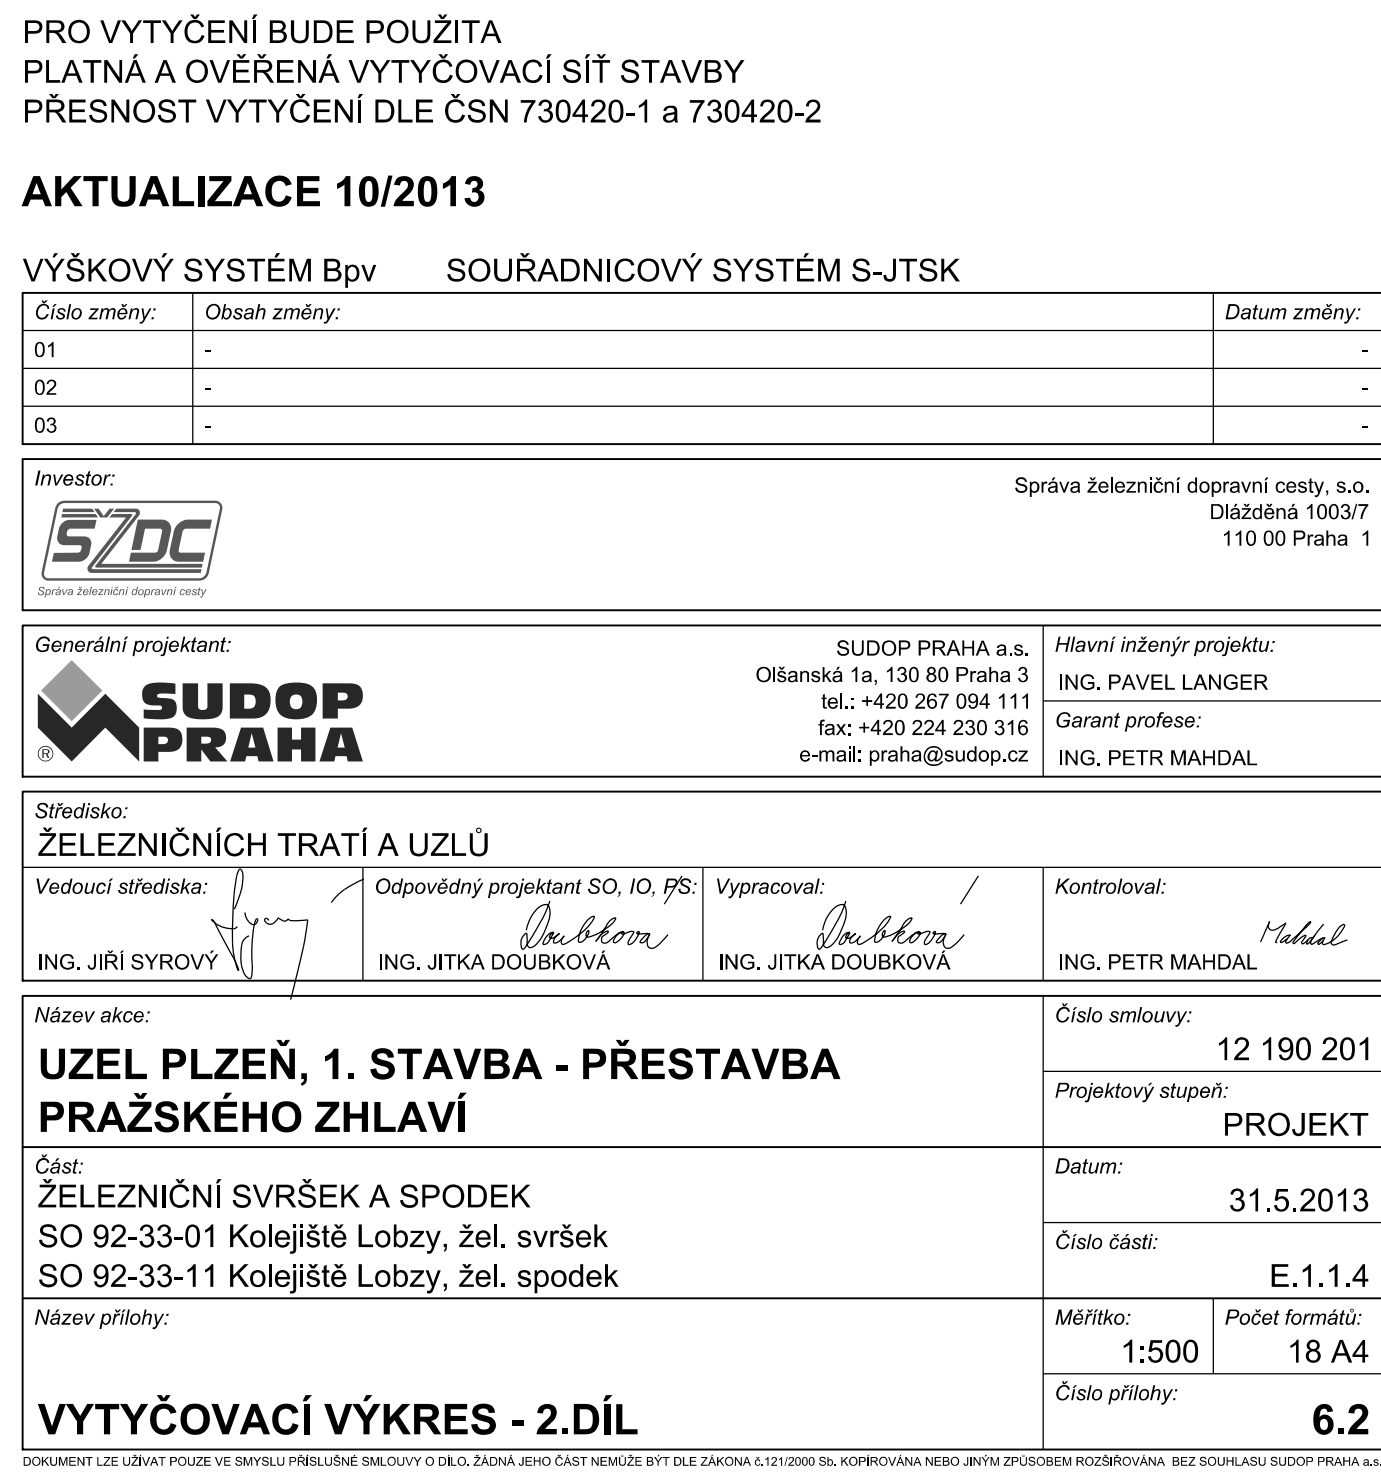 PRO VYTYČENÍ BUDE POUŽITA
PLATNÁ A OVĚŘENÁ VYTYČOVACÍ SÍŤ STAVBY
PŘESNOST VYTYČENÍ DLE ČSN 730420-1 a 730420-2
AKTUALIZACE 10/2013
VÝŠKOVÝ SYSTÉM Bpv SOUŘADNICOVÝ SYSTÉM S-JTSK
Číslo změny: Obsah změny: Datum změny:
01 - -
02 - -
03 - -
Investor:
ŠŽDC
Správa železniční dopravní cesty
Správa železniční dopravní cesty, s.o.
Dlážděná 1003/7
110 00 Praha 1
Generální projektant:
SUDOP
PRAHA
®
SUDOP PRAHA a.s.
Olšanská 1a, 130 80 Praha 3
tel.: +420 267 094 111
fax: +420 224 230 316
e-mail: praha@sudop.cz
Hlavní inženýr projektu:
ING. PAVEL LANGER
Garant profese:
ING. PETR MAHDAL
Středisko:
ŽELEZNIČNÍCH TRATÍ A UZLŮ
Vedoucí střediska:
ING. JIŘÍ SYROVÝ
Odpovědný projektant SO, IO, PS:
Doubkova
ING. JITKA DOUBKOVÁ
Vypracoval:
Doubkova
ING. JITKA DOUBKOVÁ
Kontroloval:
Mahdal
ING. PETR MAHDAL
Název akce:
UZEL PLZEŇ, 1. STAVBA - PŘESTAVBA
PRAŽSKÉHO ZHLAVÍ
Číslo smlouvy:
12 190 201
Projektový stupeň:
PROJEKT
Část:
ŽELEZNIČNÍ SVRŠEK A SPODEK
SO 92-33-01 Kolejiště Lobzy, žel. svršek
SO 92-33-11 Kolejiště Lobzy, žel. spodek
Datum:
31.5.2013
Číslo části:
E.1.1.4
Název přílohy:
VYTYČOVACÍ VÝKRES - 2.DÍL
Měřítko:
1:500
Počet formátů:
18 A4
Číslo přílohy:
6.2
DOKUMENT LZE UŽÍVAT POUZE VE SMYSLU PŘÍSLUŠNÉ SMLOUVY O DÍLO. ŽÁDNÁ JEHO ČÁST NEMŮŽE BÝT DLE ZÁKONA č.121/2000 Sb. KOPÍROVÁNA NEBO JINÝM ZPŮSOBEM ROZŠIŘOVÁNA BEZ SOUHLASU SUDOP PRAHA a.s.